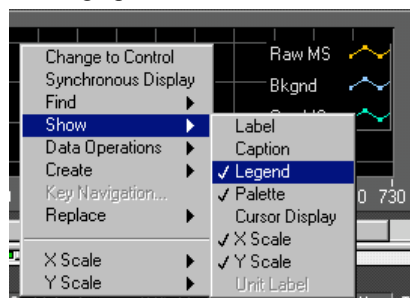 Change to Control
Synchronous Display
Find
Show
Data Operations
Create
Key Navigation...
Replace
X Scale
Y Scale
Raw MS
Bkgnd
Label
Caption
Legend
Palette
Cursor Display
X Scale
Y Scale
Unit Label
0 730